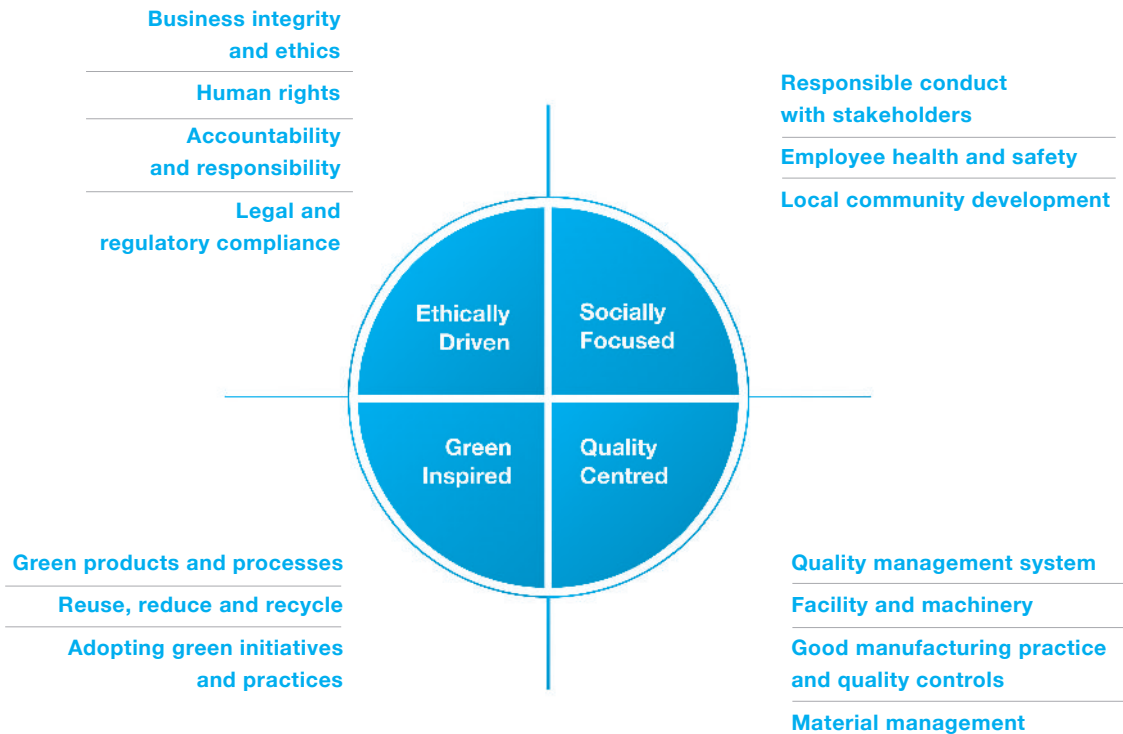 Business integrity
and ethics
Human rights
Accountability
and responsibility
Legal and
regulatory compliance
Responsible conduct
with stakeholders
Employee health and safety
Local community development
Ethically
Driven
Socially
Focused
Green
Inspired
Quality
Centred
Green products and processes
Reuse, reduce and recycle
Adopting green initiatives
and practices
Quality management system
Facility and machinery
Good manufacturing practice
and quality controls
Material management